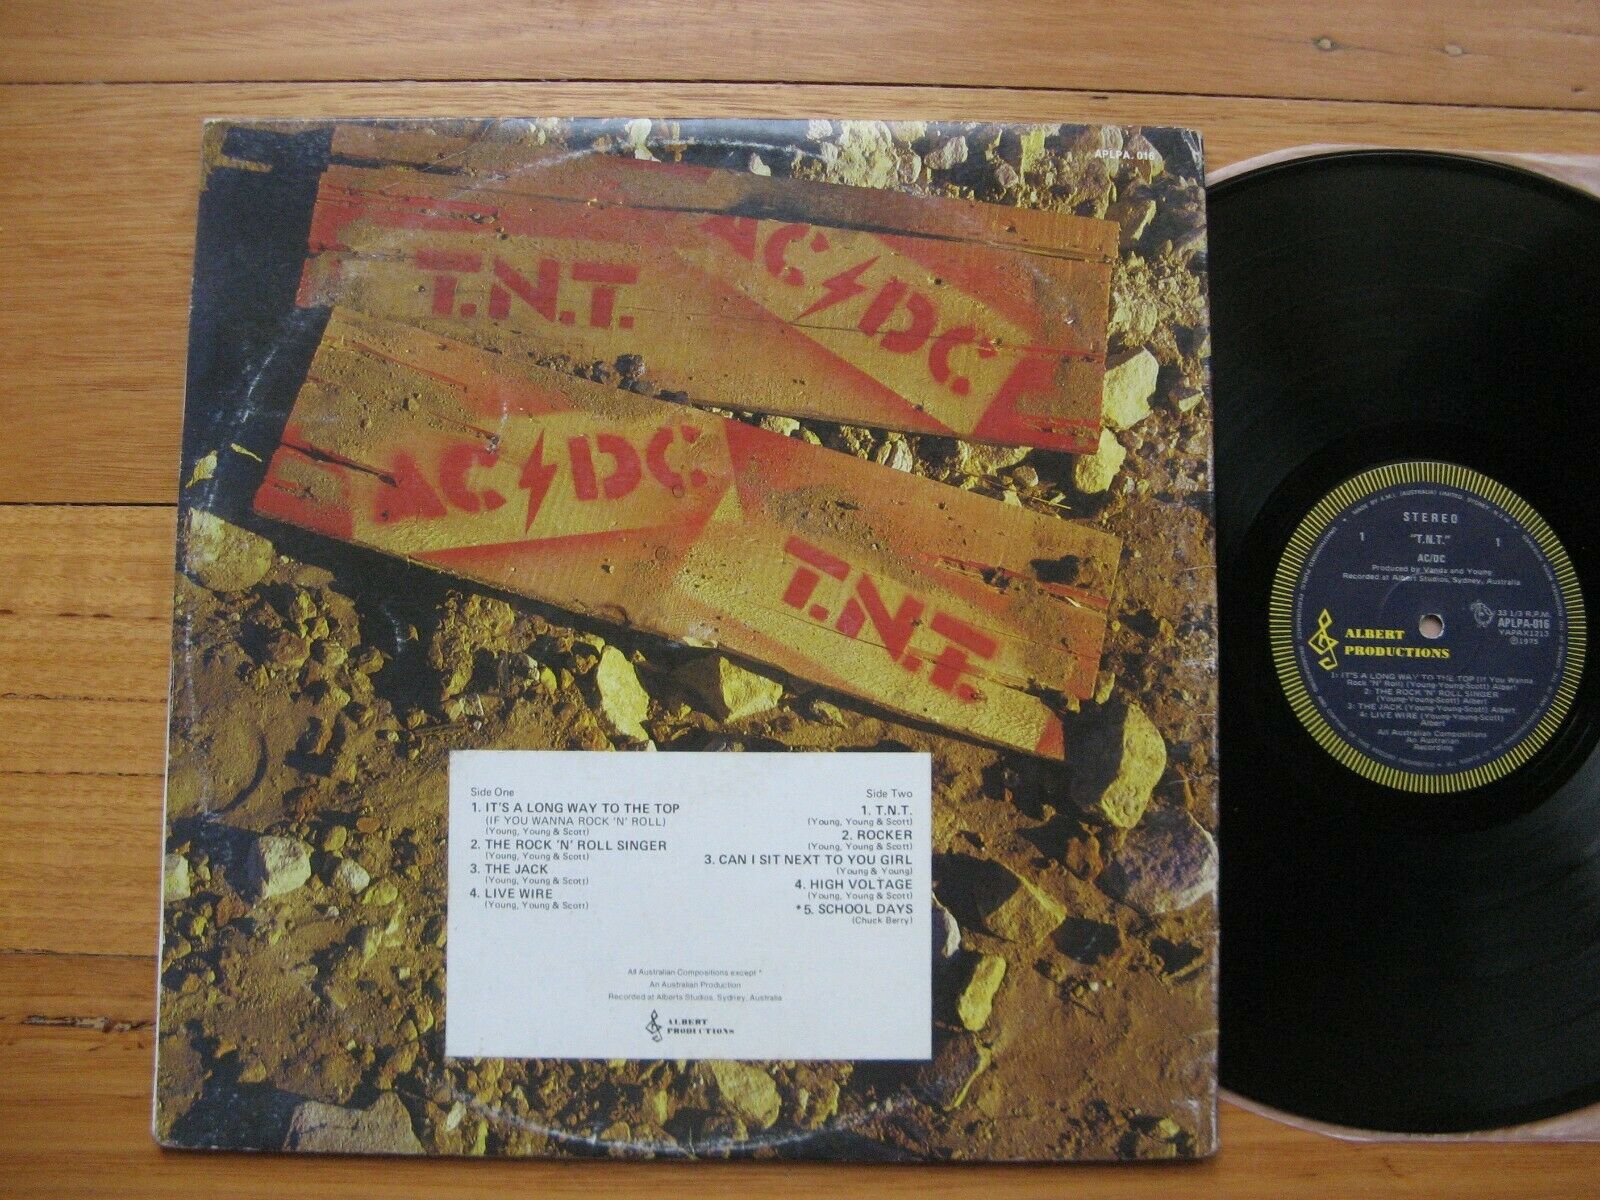 APLPA. 016
T.N.T. AC/DC
AC/DC T.N.T.
Side One
1. IT'S A LONG WAY TO THE TOP
(IF YOU WANNA ROCK 'N' ROLL)
(Young, Young & Scott)
2. THE ROCK 'N' ROLL SINGER
(Young, Young & Scott)
3. THE JACK
(Young, Young & Scott)
4. LIVE WIRE
(Young, Young & Scott)
Side Two
1. T.N.T.
(Young, Young & Scott)
2. ROCKER
(Young, Young & Scott)
3. CAN I SIT NEXT TO YOU GIRL
(Young & Young)
4. HIGH VOLTAGE
(Young, Young & Scott)
*5. SCHOOL DAYS
(Chuck Berry)
All Australian Compositions except *
An Australian Production
Recorded at Alberts Studios, Sydney, Australia
ALBERT
PRODUCTIONS
STEREO
1 "T.N.T." 1
AC/DC
Produced by Vanda and Young
Recorded at Albert Studios, Sydney, Australia
33 1/3 R.P.M.
APLPA-016
YAPAX1213
℗1975
ALBERT
PRODUCTIONS
1: IT'S A LONG WAY TO THE TOP (If You Wanna
Rock 'N' Roll) (Young-Young-Scott) Albert
2: THE ROCK 'N' ROLL SINGER
(Young-Young-Scott) Albert
3: THE JACK (Young-Young-Scott) Albert
4: LIVE WIRE (Young-Young-Scott)
Albert
All Australian Compositions
An Australian
Recording